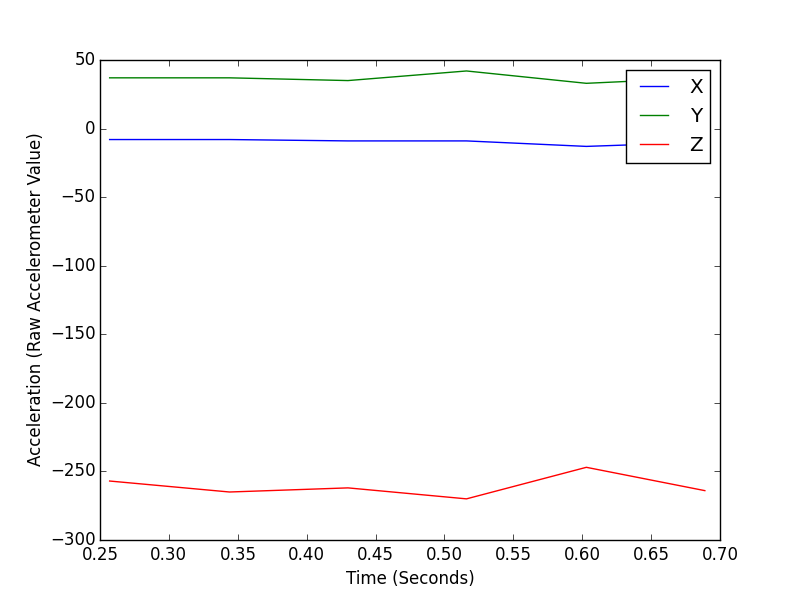 50
0
−50
−100
−150
−200
−250
−300
Acceleration (Raw Accelerometer Value)
X
Y
Z
0.25 0.30 0.35 0.40 0.45 0.50 0.55 0.60 0.65 0.70
Time (Seconds)